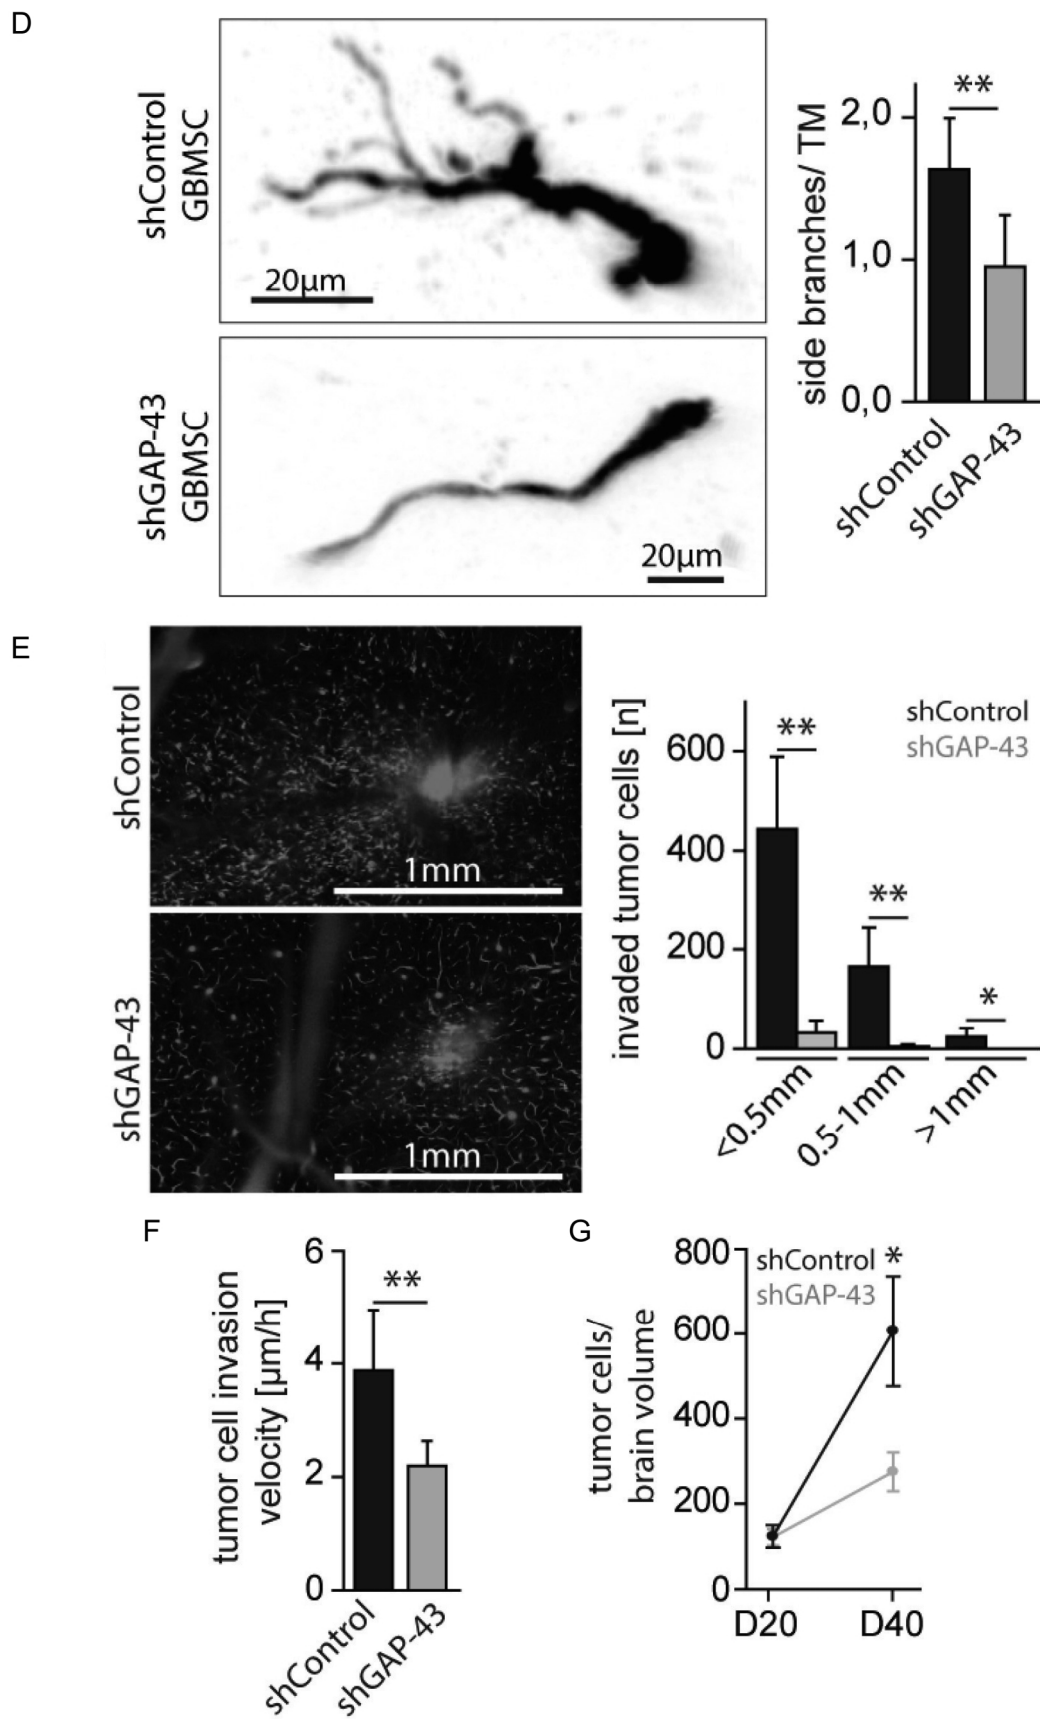 D
shControl
GBMSC
20µm
shGAP-43
GBMSC
20µm
side branches/ TM
2,0
1,0
0,0
**
shControl
shGAP-43
E
shControl
1mm
shGAP-43
1mm
invaded tumor cells [n]
600
400
200
0
shControl
shGAP-43
**
**
*
<0.5mm
0.5-1mm
>1mm
F
tumor cell invasion
velocity [µm/h]
6
4
2
0
**
shControl
shGAP-43
G
tumor cells/
brain volume
800
600
400
200
0
shControl
shGAP-43
*
D20
D40